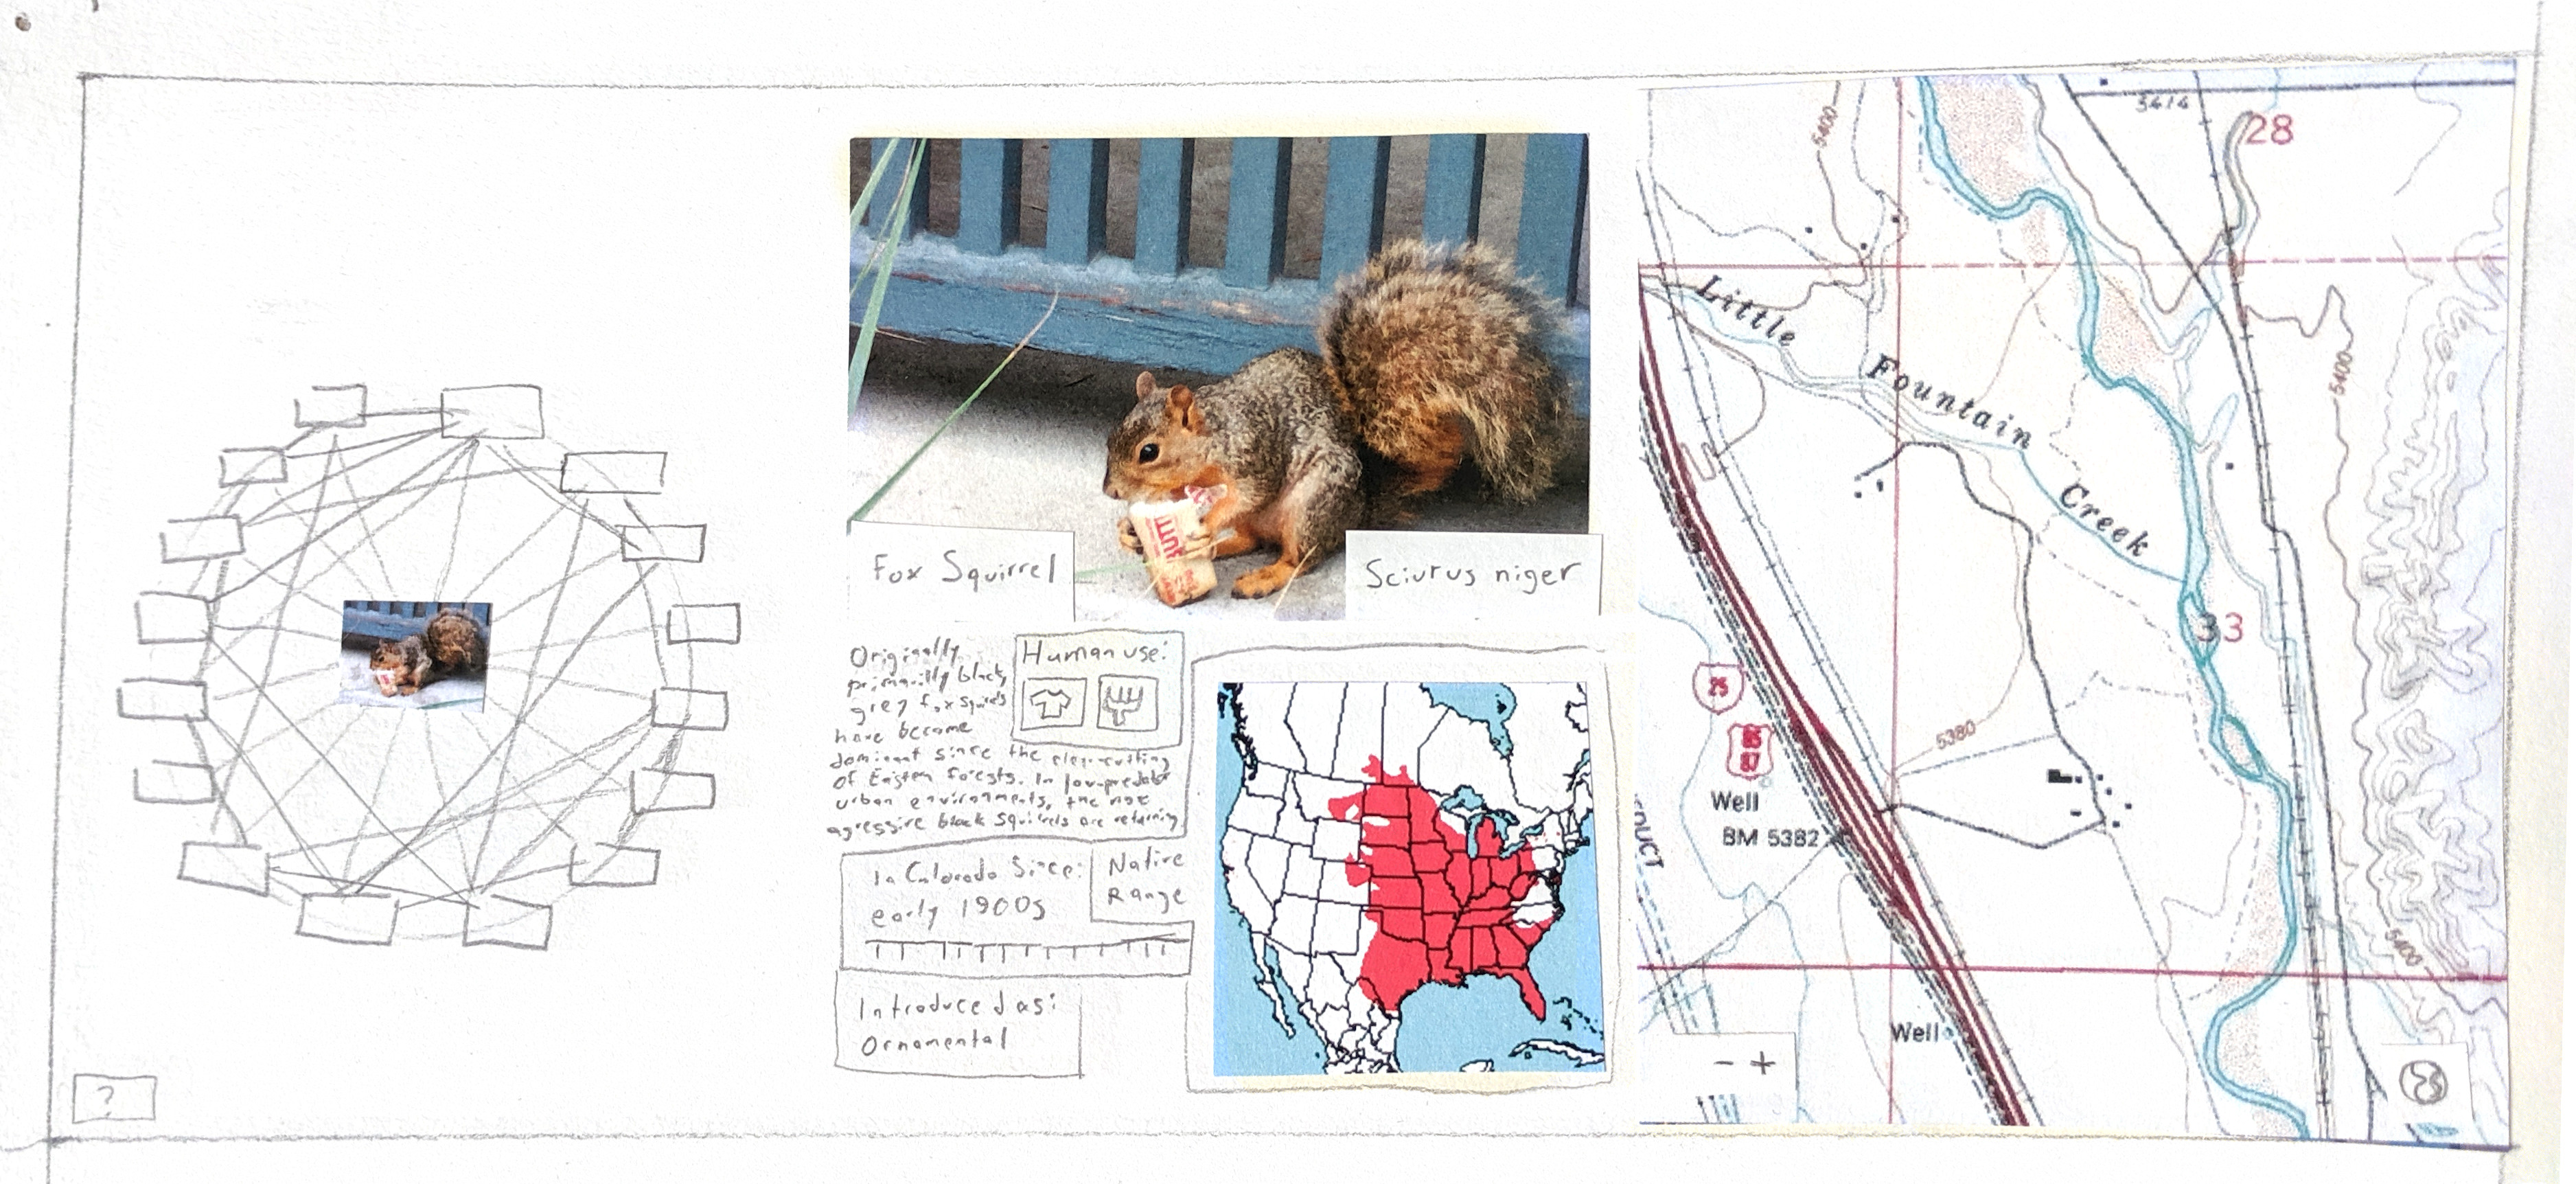 Fox Squirrel
Sciurus niger
Originally
primarily black,
grey fox squirrels
have become
dominant since the clear-cutting
of Eastern forests. In low-predator
urban environments, the
agressive black squirrels are returning
Human use:
In Colorado Since:
early 1900s
Native
Range
Introduced as:
Ornamental
?
5400
3414
28
Little
Fountain
Creek
5400
33
25
85
87
5380
Well
BM 5382
DUCT
5400
Well
- +